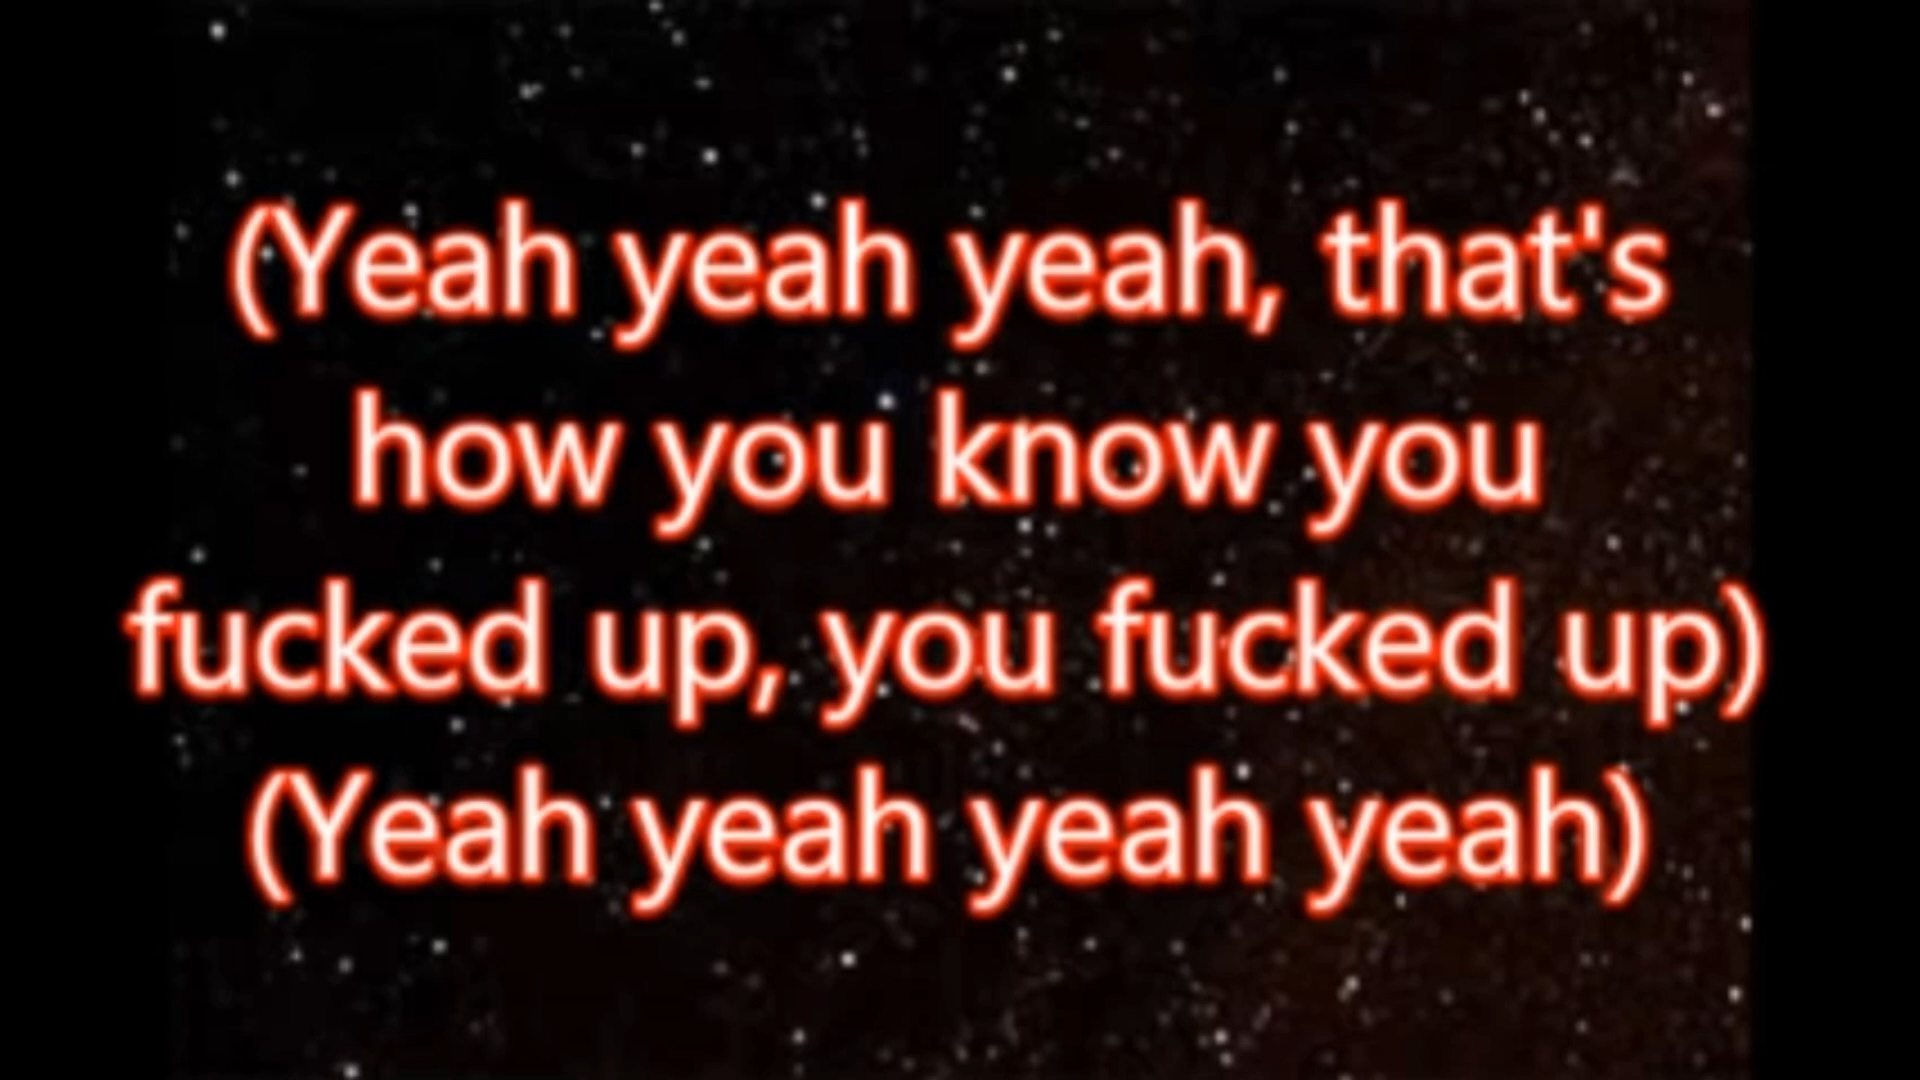 (Yeah yeah yeah, that's
how you know you
fucked up, you fucked up)
(Yeah yeah yeah yeah)